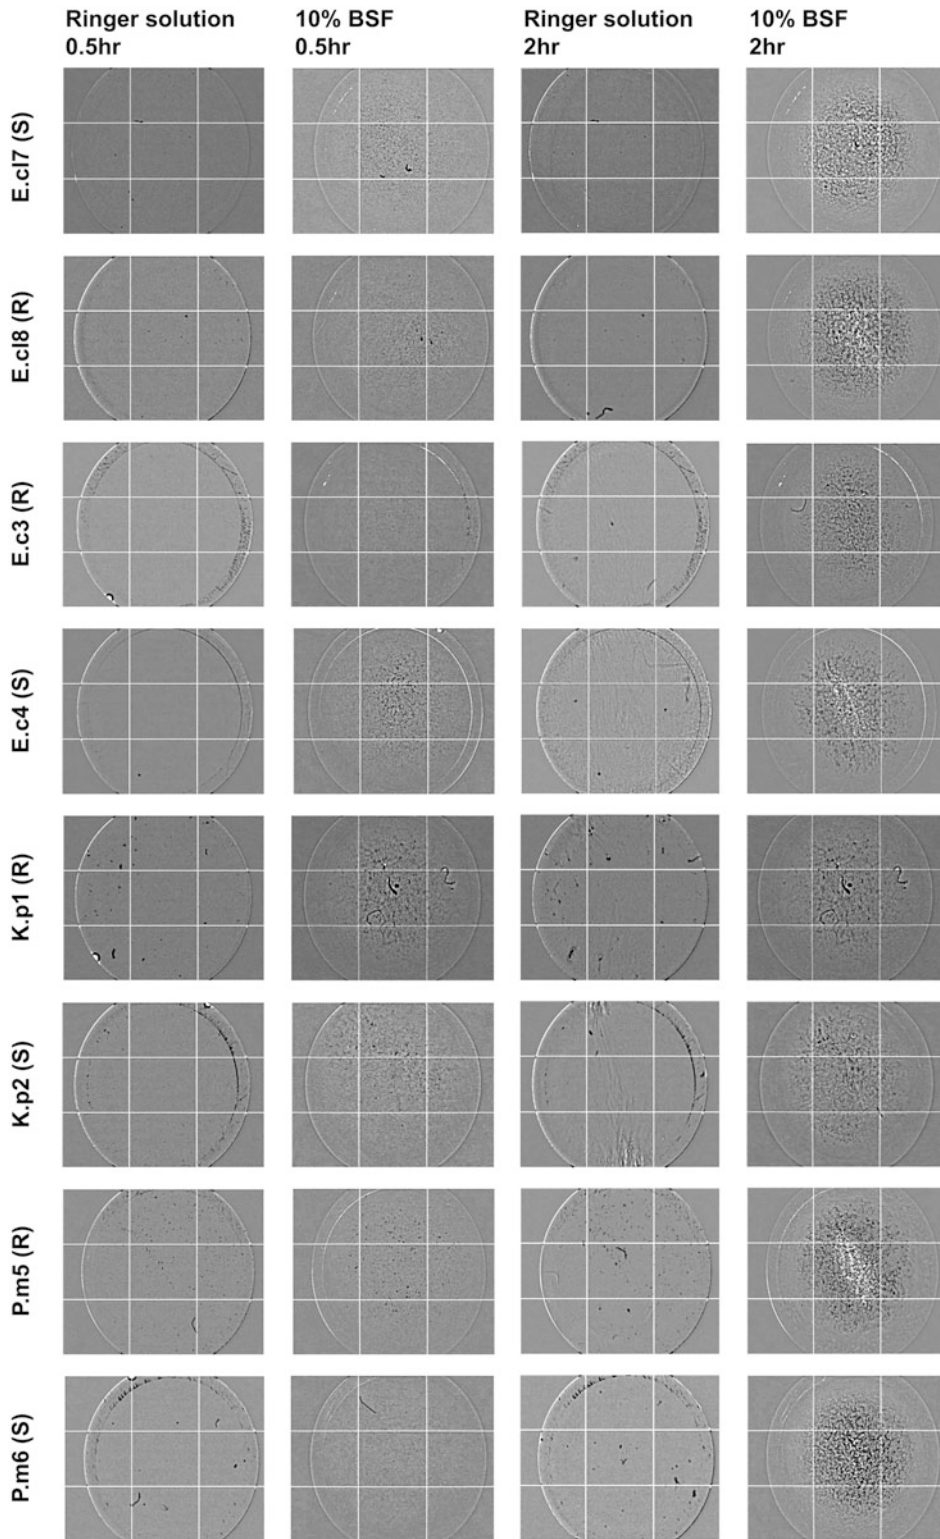 Ringer solution 10% BSF Ringer solution 10% BSF
0.5hr 0.5hr 2hr 2hr
E.cl7 (S)
E.cl8 (R)
E.c3 (R)
E.c4 (S)
K.p1 (R)
K.p2 (S)
P.m5 (R)
P.m6 (S)